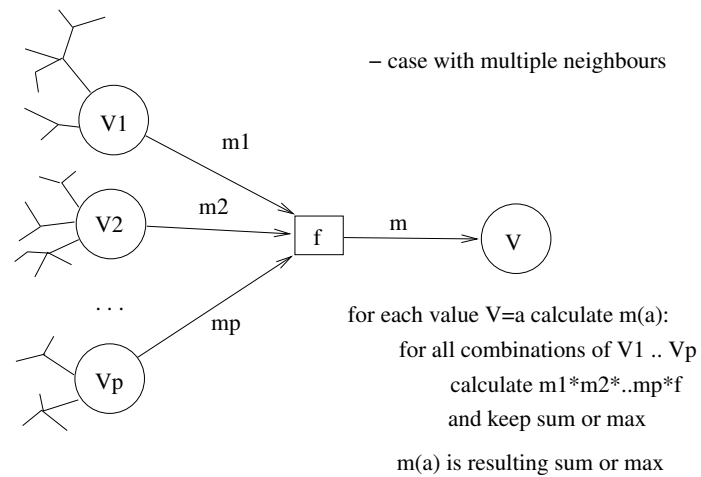 – case with multiple neighbours
V1
m1
V2
m2
f
m
V
. . .
mp
Vp
for each value V=a calculate m(a):
for all combinations of V1 .. Vp
calculate m1*m2*..mp*f
and keep sum or max
m(a) is resulting sum or max